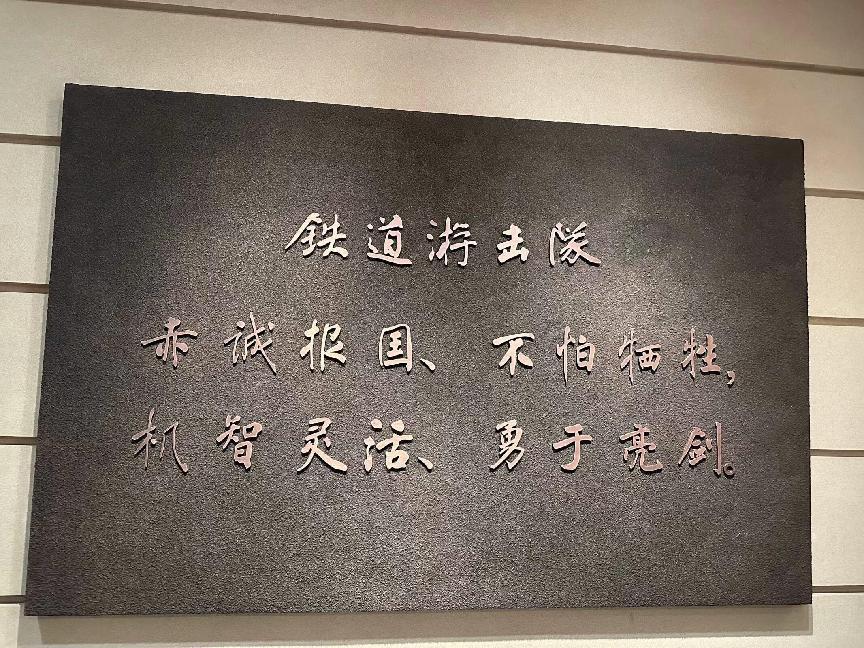 铁道游击队
赤诚报国、不怕牺牲，
机智灵活、勇于亮剑。